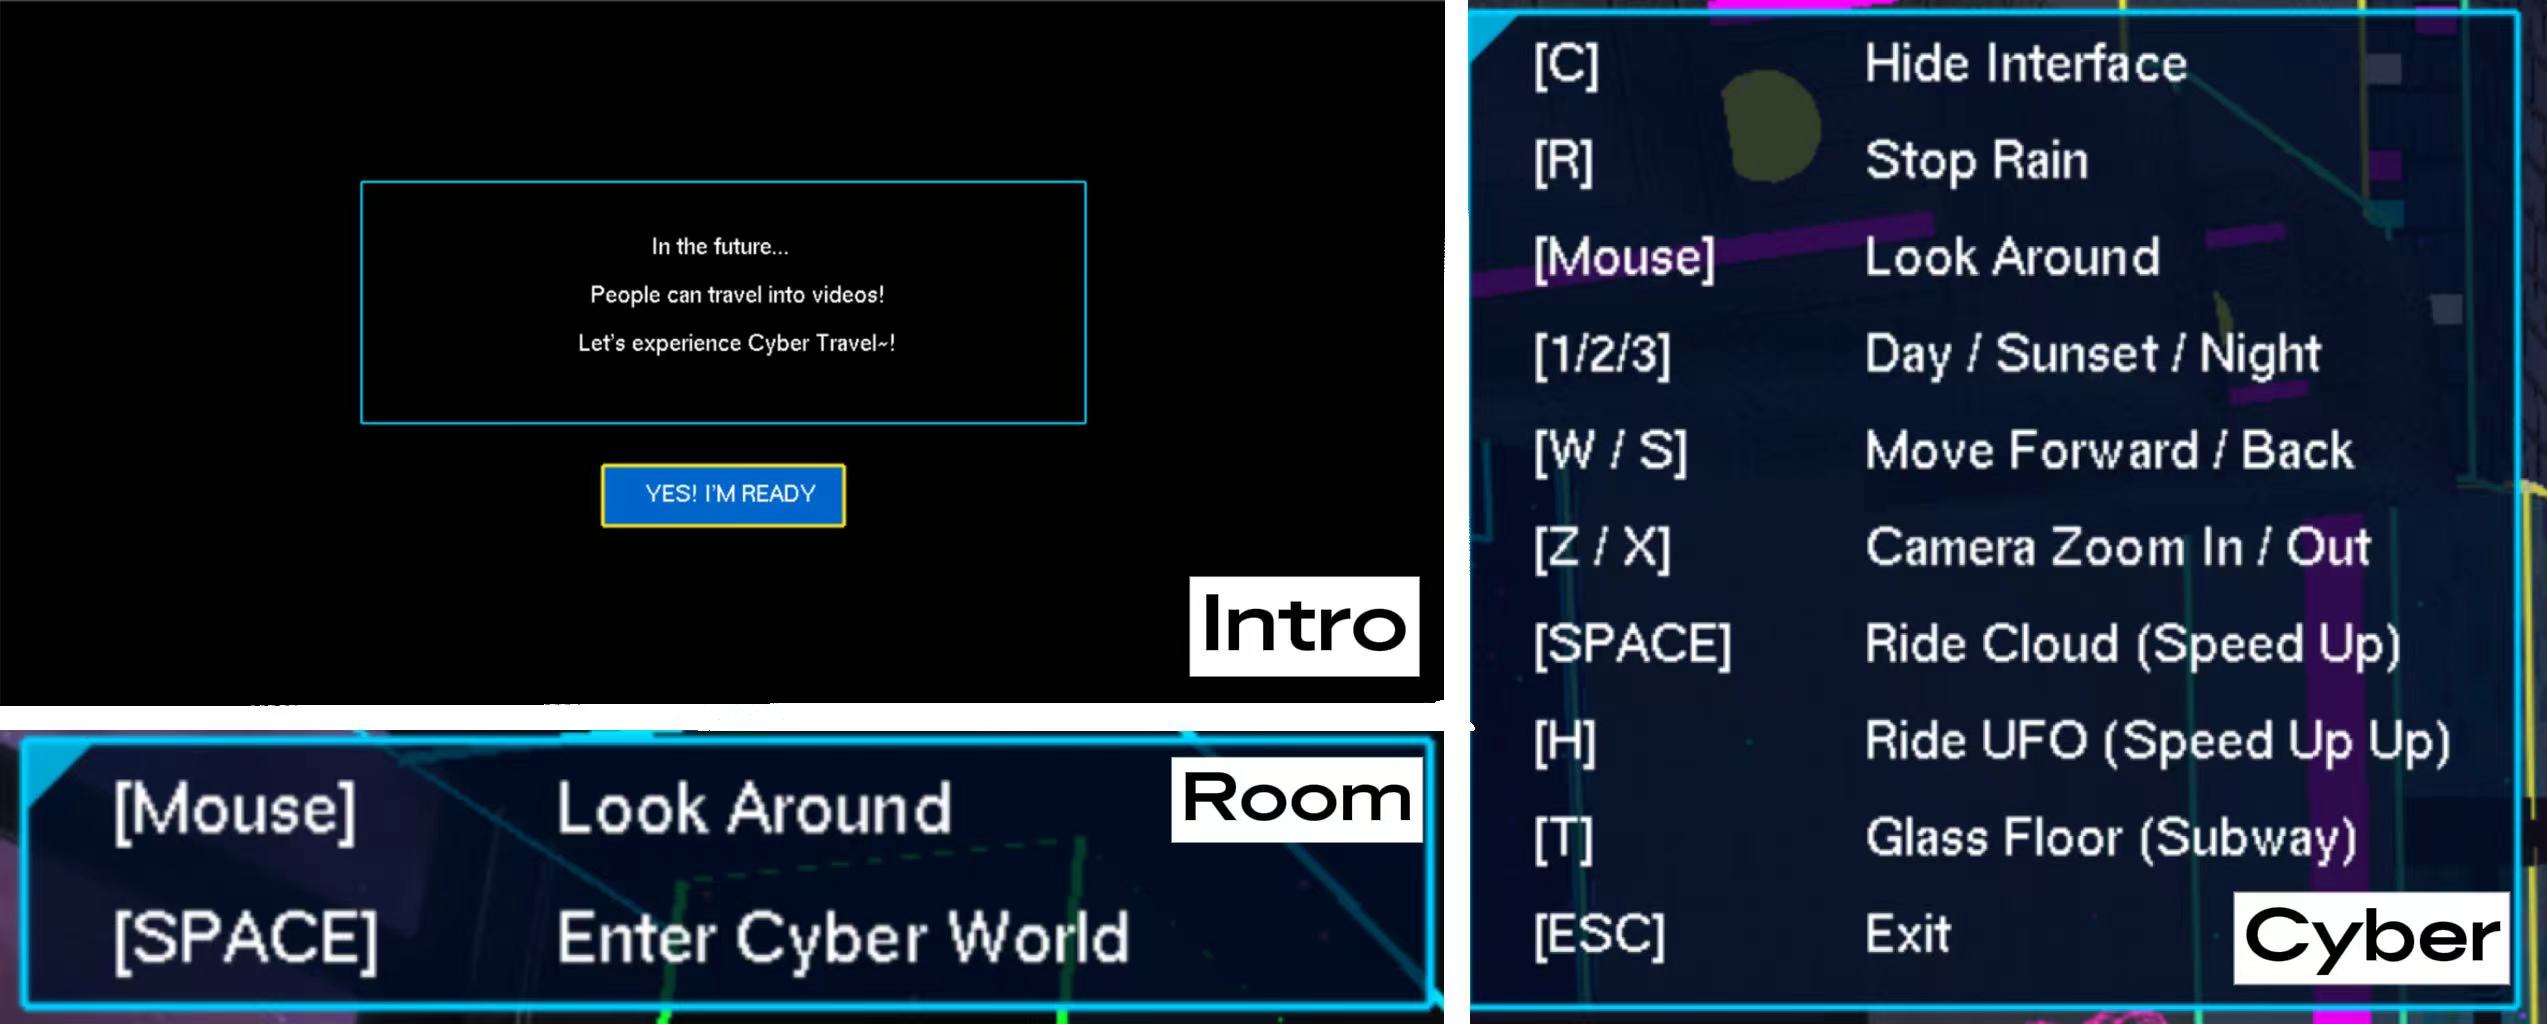 In the future...
People can travel into videos!
Let's experience Cyber Travel~!
YES! I'M READY
Intro
[Mouse] Look Around
Room
[SPACE] Enter Cyber World
[C] Hide Interface
[R] Stop Rain
[Mouse] Look Around
[1/2/3] Day / Sunset / Night
[W / S] Move Forward / Back
[Z / X] Camera Zoom In / Out
[SPACE] Ride Cloud (Speed Up)
[H] Ride UFO (Speed Up Up)
[T] Glass Floor (Subway)
[ESC] Exit
Cyber